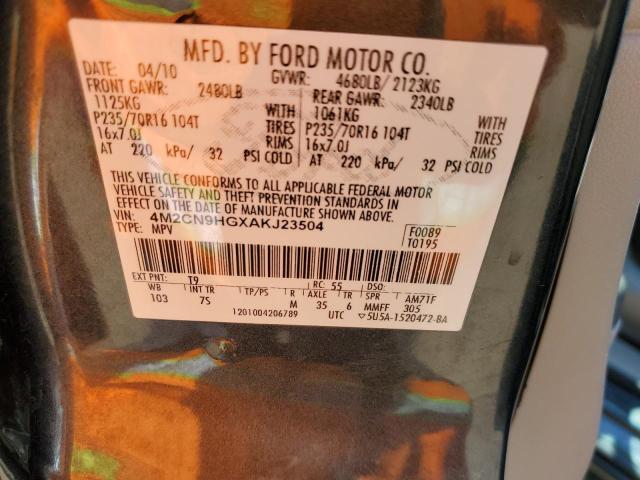 MFD. BY FORD MOTOR CO.
DATE: 04/10 GVWR: 4680LB/ 2123KG
FRONT GAWR: 2480LB REAR GAWR: 2340LB
1125KG WITH 1061KG WITH
P235/70R16 104T TIRES P235/70R16 104T TIRES
16x7.0J RIMS 16x7.0J RIMS
AT 220 kPa/ 32 PSI COLD AT 220 kPa/ 32 PSI COLD
THIS VEHICLE CONFORMS TO ALL APPLICABLE FEDERAL MOTOR
VEHICLE SAFETY AND THEFT PREVENTION STANDARDS IN
EFFECT ON THE DATE OF MANUFACTURE SHOWN ABOVE.
VIN: 4M2CN9HGXAKJ23504 F0089
TYPE: MPV T0195
EXT PNT: T9 RC: 55 DSO:
WB INT TR TP/PS R AXLE TR SPR AM71F
103 7S M 35 6 MMFF 305
1201004206789 UTC ▽5U5A-1520472-BA